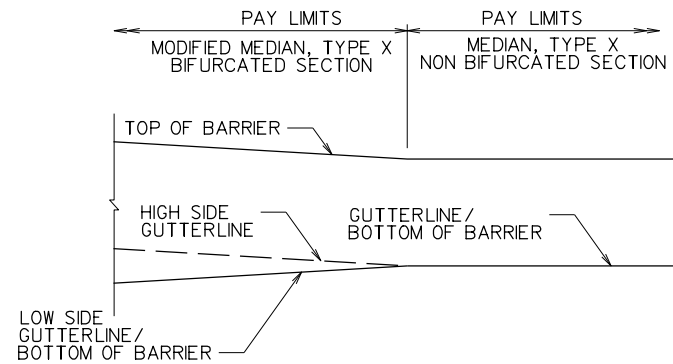 PAY LIMITS
MODIFIED MEDIAN, TYPE X
BIFURCATED SECTION
PAY LIMITS
MEDIAN, TYPE X
NON BIFURCATED SECTION
TOP OF BARRIER
HIGH SIDE
GUTTERLINE
GUTTERLINE/
BOTTOM OF BARRIER
LOW SIDE
GUTTERLINE/
BOTTOM OF BARRIER